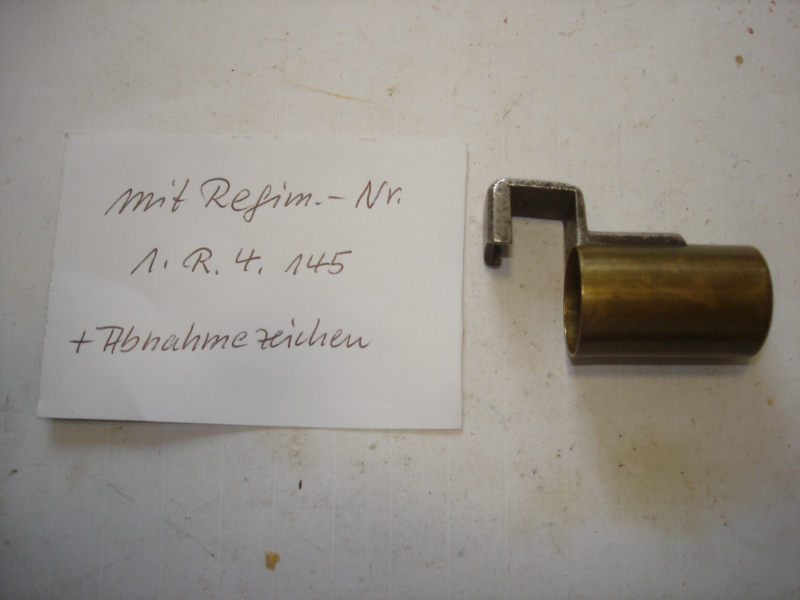 mit Regim.- Nr.
1. R. 4. 145
+ Abnahmezeichen